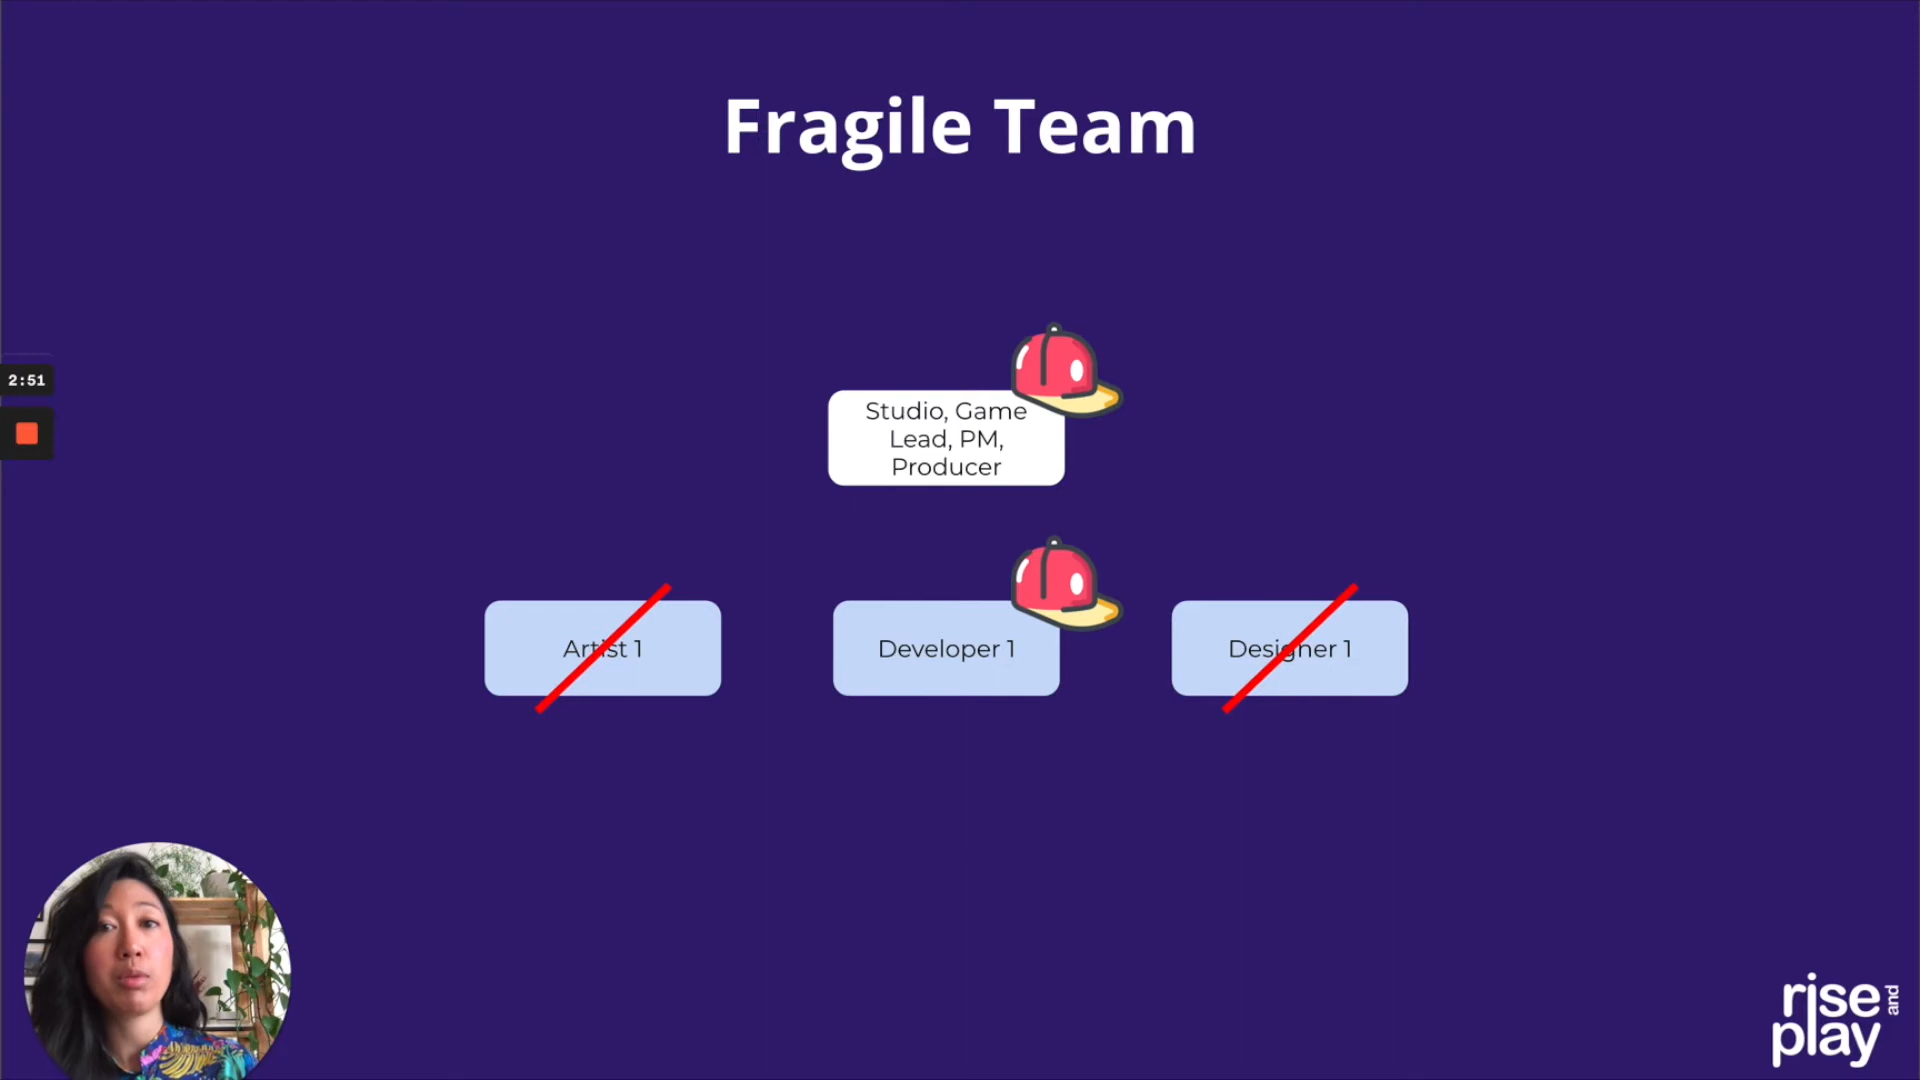 Fragile Team
2:51
Studio, Game
Lead, PM,
Producer
Artist 1
Developer 1
Designer 1
rise and
play